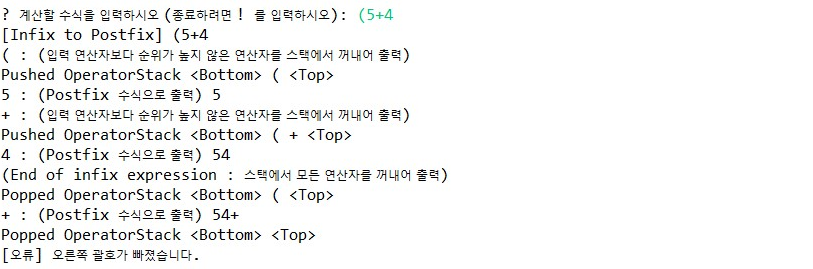 ? 계산할 수식을 입력하시오 (종료하려면 ! 를 입력하시오): (5+4
[Infix to Postfix] (5+4
( : (입력 연산자보다 순위가 높지 않은 연산자를 스택에서 꺼내어 출력)
Pushed OperatorStack <Bottom> ( <Top>
5 : (Postfix 수식으로 출력) 5
+ : (입력 연산자보다 순위가 높지 않은 연산자를 스택에서 꺼내어 출력)
Pushed OperatorStack <Bottom> ( + <Top>
4 : (Postfix 수식으로 출력) 54
(End of infix expression : 스택에서 모든 연산자를 꺼내어 출력)
Popped OperatorStack <Bottom> ( <Top>
+ : (Postfix 수식으로 출력) 54+
Popped OperatorStack <Bottom> <Top>
[오류] 오른쪽 괄호가 빠졌습니다.